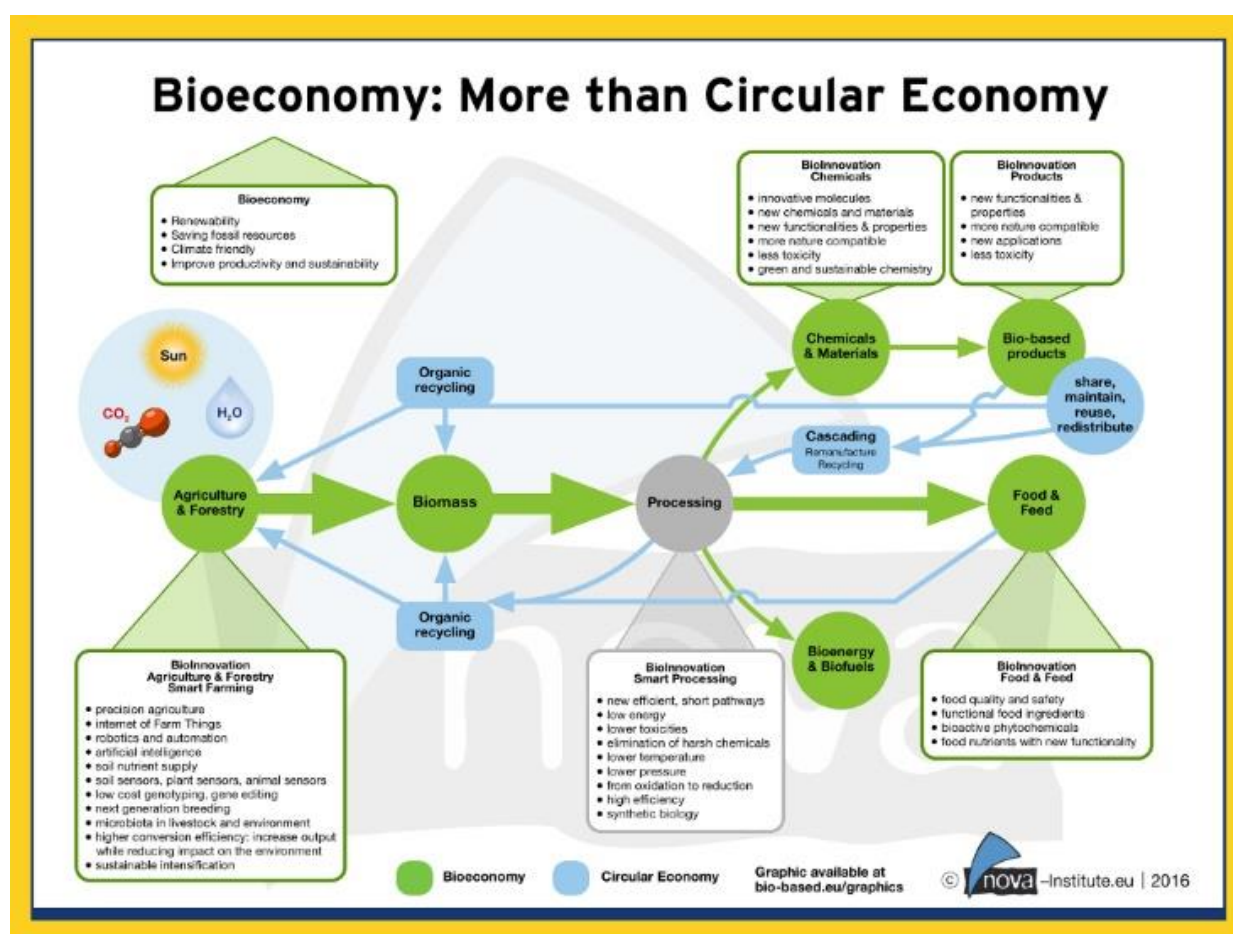 Bioeconomy: More than Circular Economy
Bioeconomy
• Renewability
• Saving fossil resources
• Climate friendly
• Improve productivity and sustainability
BioInnovation
Chemicals
• innovative molecules
• new chemicals and materials
• new functionalities & properties
• more nature compatible
• less toxicity
• green and sustainable chemistry
BioInnovation
Products
• new functionalities &
properties
• more nature compatible
• new applications
• less toxicity
Sun
CO2
H2O
Organic
recycling
Chemicals
& Materials
Bio-based
products
share,
maintain,
reuse,
redistribute
Cascading
Remanufacture
Recycling
Agriculture
& Forestry
Biomass
Processing
Food &
Feed
Organic
recycling
Bioenergy
& Biofuels
BioInnovation
Agriculture & Forestry
Smart Farming
• precision agriculture
• internet of Farm Things
• robotics and automation
• artificial intelligence
• soil nutrient supply
• soil sensors, plant sensors, animal sensors
• low cost genotyping, gene editing
• next generation breeding
• microbiota in livestock and environment
• higher conversion efficiency: increase output
while reducing impact on the environment
• sustainable intensification
BioInnovation
Smart Processing
• new efficient, short pathways
• low energy
• lower toxicities
• elimination of harsh chemicals
• lower temperature
• lower pressure
• from oxidation to reduction
• high efficiency
• synthetic biology
BioInnovation
Food & Feed
• food quality and safety
• functional food ingredients
• bioactive phytochemicals
• food nutrients with new functionality
nova
Bioeconomy
Circular Economy
Graphic available at
bio-based.eu/graphics
© nova-Institute.eu | 2016